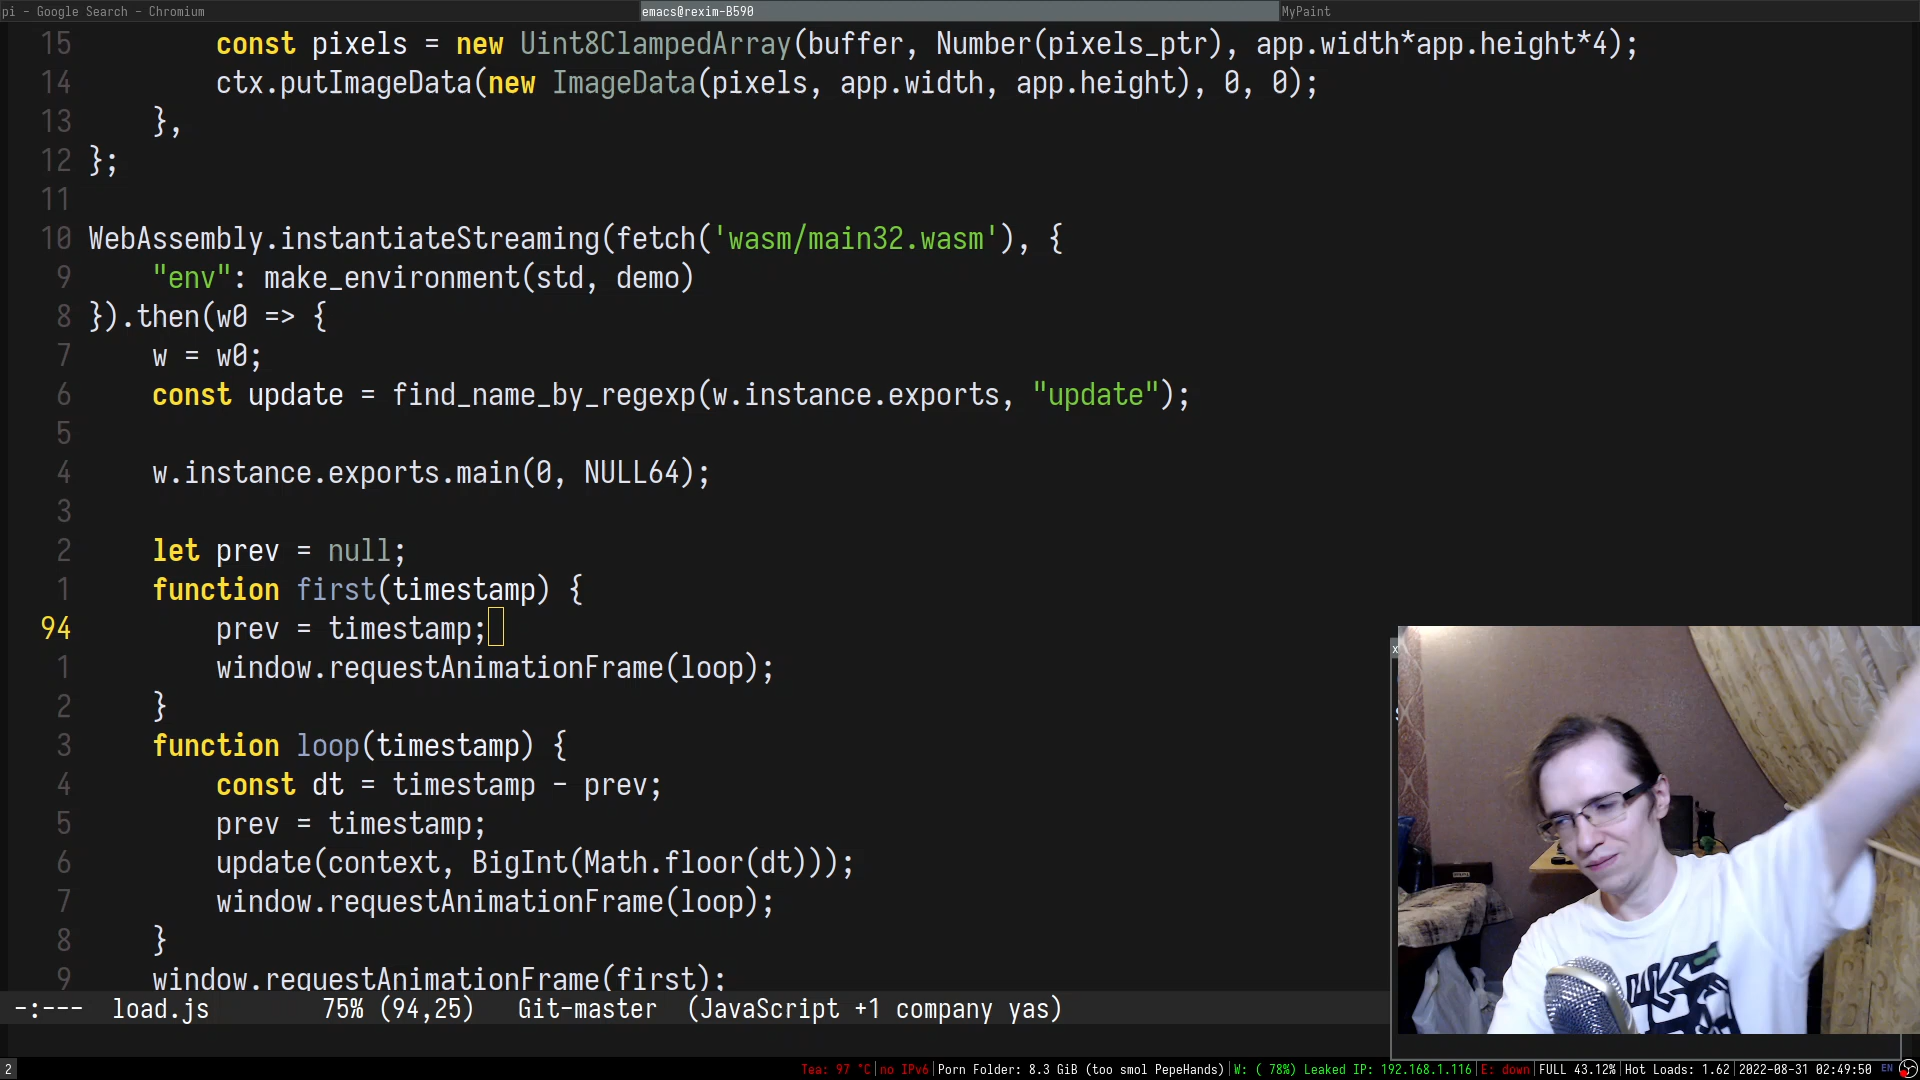 pi - Google Search - Chromium
emacs@rexim-B590
MyPaint
15 const pixels = new Uint8ClampedArray(buffer, Number(pixels_ptr), app.width*app.height*4);
14 ctx.putImageData(new ImageData(pixels, app.width, app.height), 0, 0);
13 },
12 };
11
10 WebAssembly.instantiateStreaming(fetch('wasm/main32.wasm'), {
9 "env": make_environment(std, demo)
8 }).then(w0 => {
7 w = w0;
6 const update = find_name_by_regexp(w.instance.exports, "update");
5
4 w.instance.exports.main(0, NULL64);
3
2 let prev = null;
1 function first(timestamp) {
94 prev = timestamp;
1 window.requestAnimationFrame(loop);
2 }
3 function loop(timestamp) {
4 const dt = timestamp - prev;
5 prev = timestamp;
6 update(context, BigInt(Math.floor(dt)));
7 window.requestAnimationFrame(loop);
8 }
9 window.requestAnimationFrame(first);
-:--- load.js 75% (94,25) Git-master (JavaScript +1 company yas)
2 Tea: 97 °C|no IPv6|Porn Folder: 8.3 GiB (too smol PepeHands)|W: ( 78%) Leaked IP: 192.168.1.116|E: down|FULL 43.12%|Hot Loads: 1.62|2022-08-31 02:49:50 EN